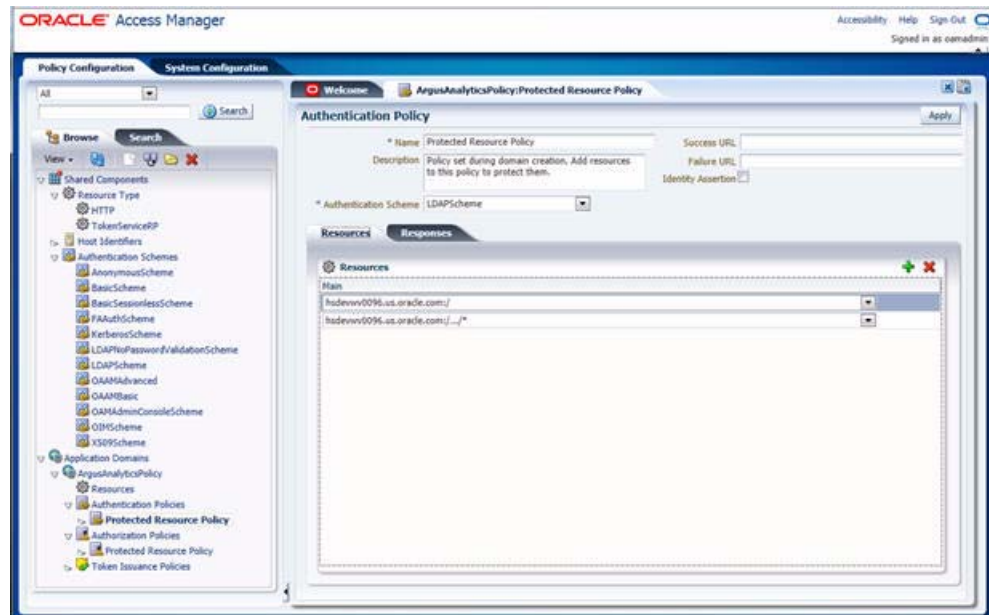 ORACLE Access Manager
Accessibility Help Sign Out
Signed in as oamadmin
Policy Configuration System Configuration
All
Search
Browse Search
View
Shared Components
Resource Type
HTTP
TokenServiceRP
Host Identifiers
Authentication Schemes
AnonymousScheme
BasicScheme
BasicSessionlessScheme
FAAuthScheme
KerberosScheme
LDAPNoPasswordValidationScheme
LDAPScheme
OAAMAdvanced
OAAMBasic
OAMAdminConsoleScheme
OIMScheme
X509Scheme
Application Domains
ArgusAnalyticsPolicy
Resources
Authentication Policies
Protected Resource Policy
Authorization Policies
Protected Resource Policy
Token Issuance Policies
Welcome ArgusAnalyticsPolicy:Protected Resource Policy
Authentication Policy Apply
* Name Protected Resource Policy
Description Policy set during domain creation. Add resources
to this policy to protect them.
* Authentication Scheme LDAPScheme
Success URL
Failure URL
Identity Assertion
Resources Responses
Resources
Main
hsdevwv0096.us.oracle.com:/
hsdevwv0096.us.oracle.com:/.../*